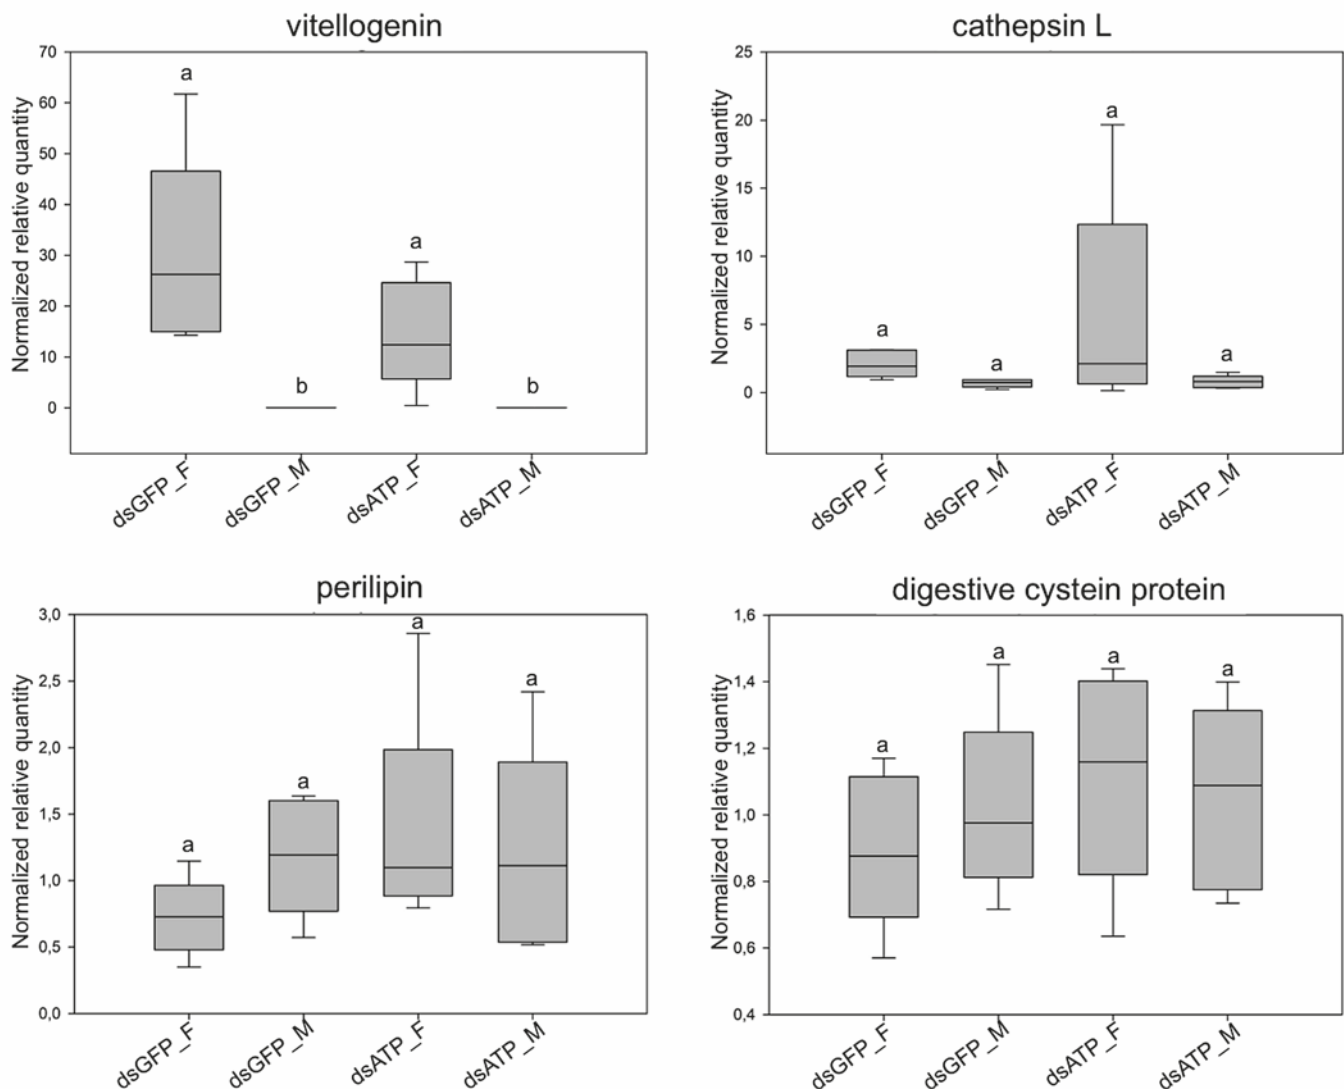 vitellogenin
Normalized relative quantity
70
60
50
40
30
20
10
0
a
b
a
b
dsGFP_F
dsGFP_M
dsATP_F
dsATP_M
cathepsin L
Normalized relative quantity
25
20
15
10
5
0
a
a
a
a
dsGFP_F
dsGFP_M
dsATP_F
dsATP_M
perilipin
Normalized relative quantity
3,0
2,5
2,0
1,5
1,0
0,5
0,0
a
a
a
a
dsGFP_F
dsGFP_M
dsATP_F
dsATP_M
digestive cystein protein
Normalized relative quantity
1,6
1,4
1,2
1,0
0,8
0,6
0,4
a
a
a
a
dsGFP_F
dsGFP_M
dsATP_F
dsATP_M